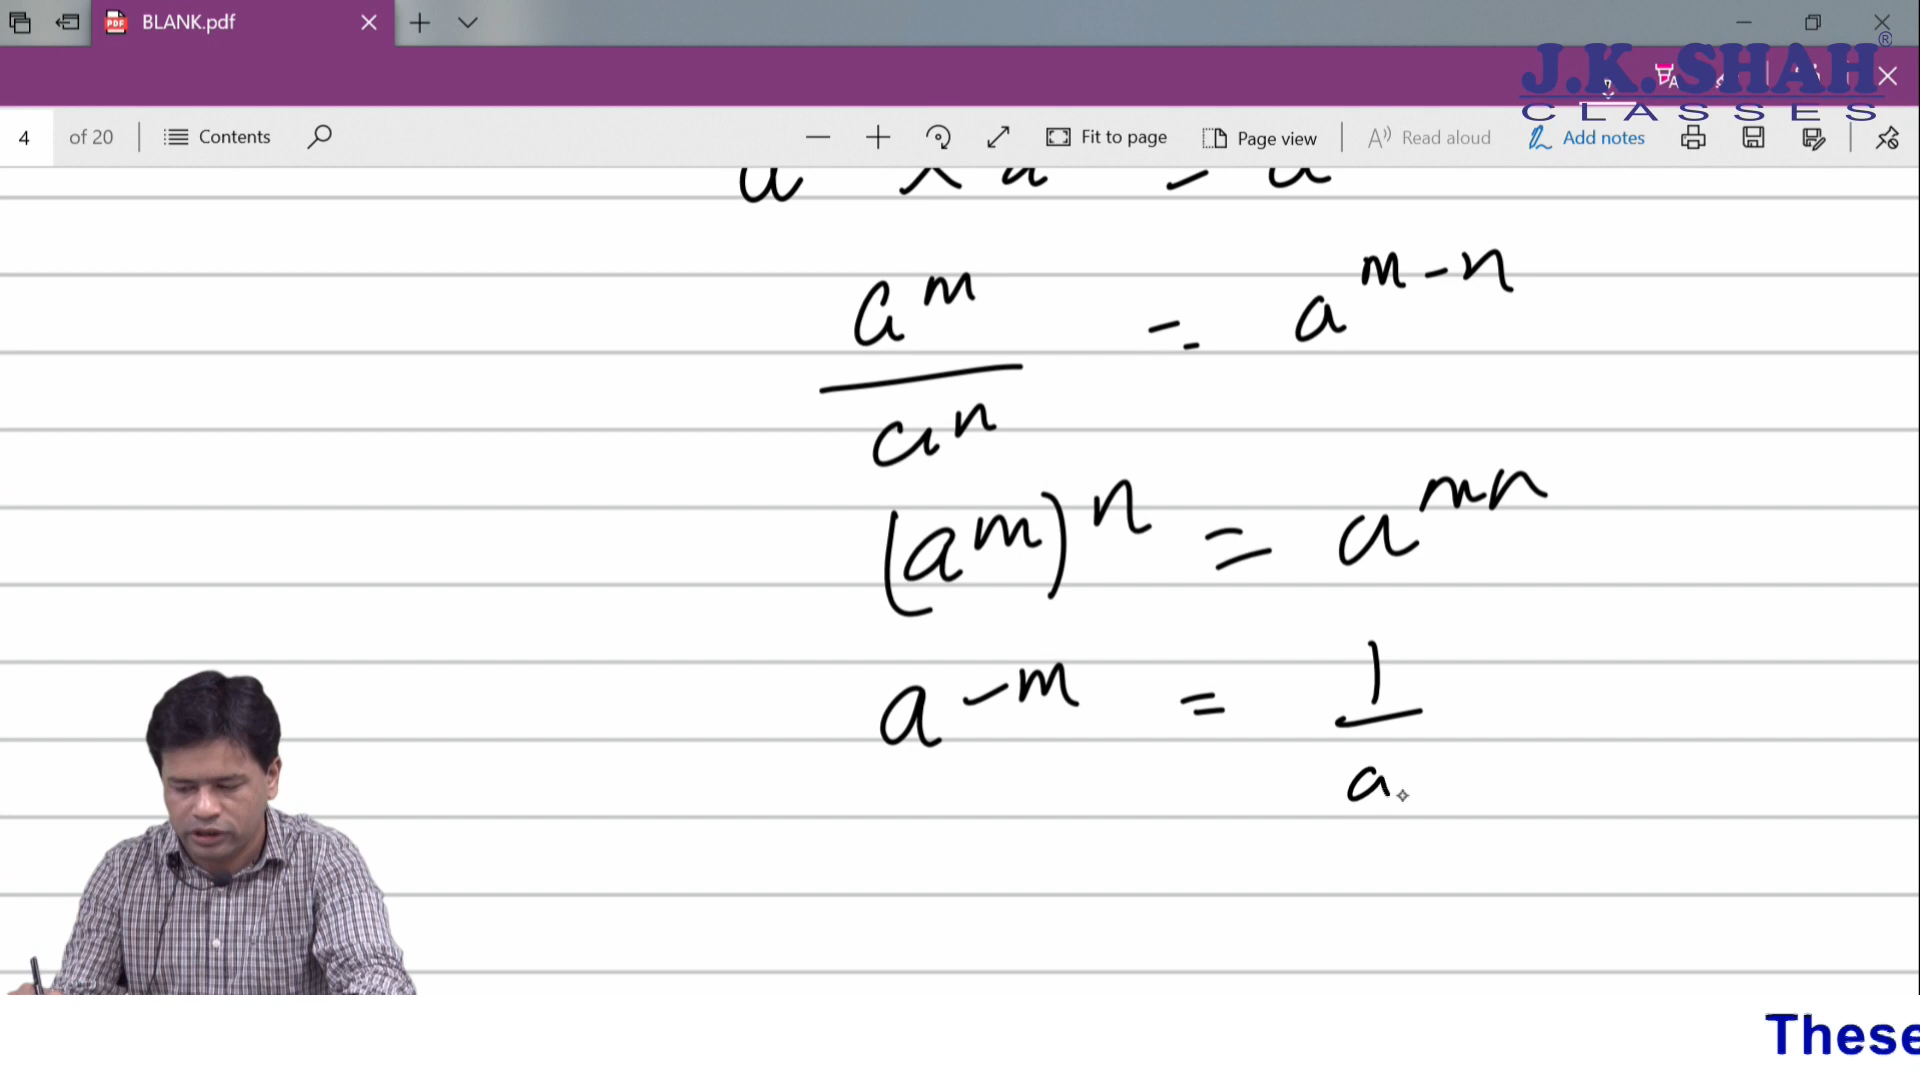 BLANK.pdf
J.K.SHAH®
CLASSES
4 of 20 Contents Fit to page Page view Read aloud Add notes
a × a = a
a^m / a^n = a^(m-n)
(a^m)^n = a^mn
a^-m = 1 / a
These